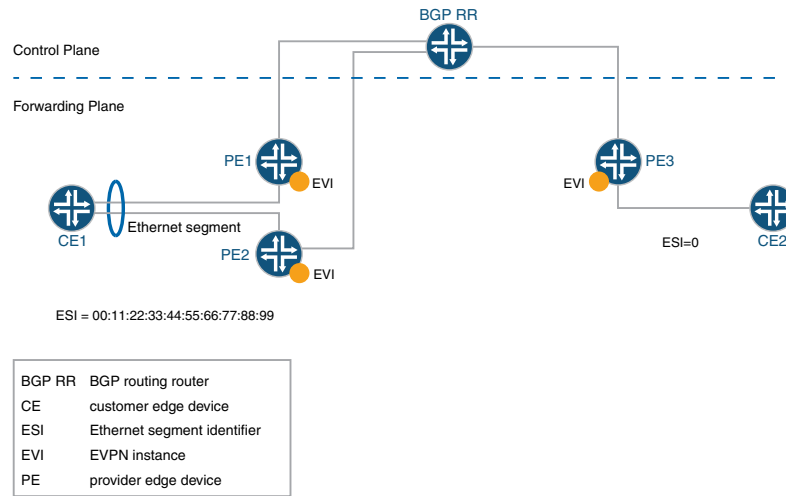 BGP RR
Control Plane
Forwarding Plane
PE1
EVI
PE3
EVI
CE1
Ethernet segment
PE2
EVI
ESI=0
CE2
ESI = 00:11:22:33:44:55:66:77:88:99
BGP RR BGP routing router
CE customer edge device
ESI Ethernet segment identifier
EVI EVPN instance
PE provider edge device